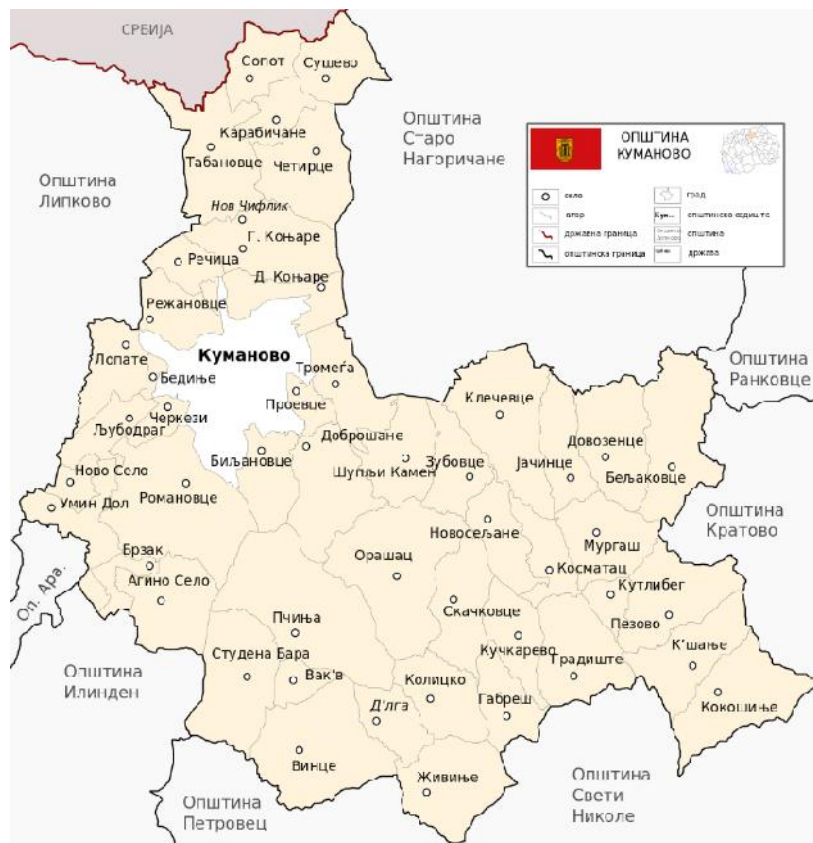 СРБИЈА
Сопот
Сушево
Општина
Старо
Нагоричане
ОПШТИНА
КУМАНОВО
Карабичане
Табановце
Четирце
Општина
Липково
село
град
Кум...
општинско седиште
државна граница
општина
општинска граница
држава
Нов Чифлик
Г. Коњаре
Речица
Д. Коњаре
Режановце
Лопате
Куманово
Бедиње
Тромеѓа
Општина
Ранковце
Проевце
Клечевце
Черкези
Љубодраг
Доброшане
Довозенце
Биљановце
Шупљи Камен
Зубовце
Јачинце
Бељаковце
Ново Село
Романовце
Умин Дол
Општина
Кратово
Новосељане
Мургаш
Брзак
Орашац
Косматац
Агино Село
Кутлибег
Оп. Ара.
Скачковце
Пезово
Пчиња
Кучкарево
К'шање
Студена Бара
Градиште
Општина
Илинден
Вак'в
Колицко
Габреш
Кокошиње
Д'лга
Винце
Живиње
Општина
Свети
Николе
Општина
Петровец